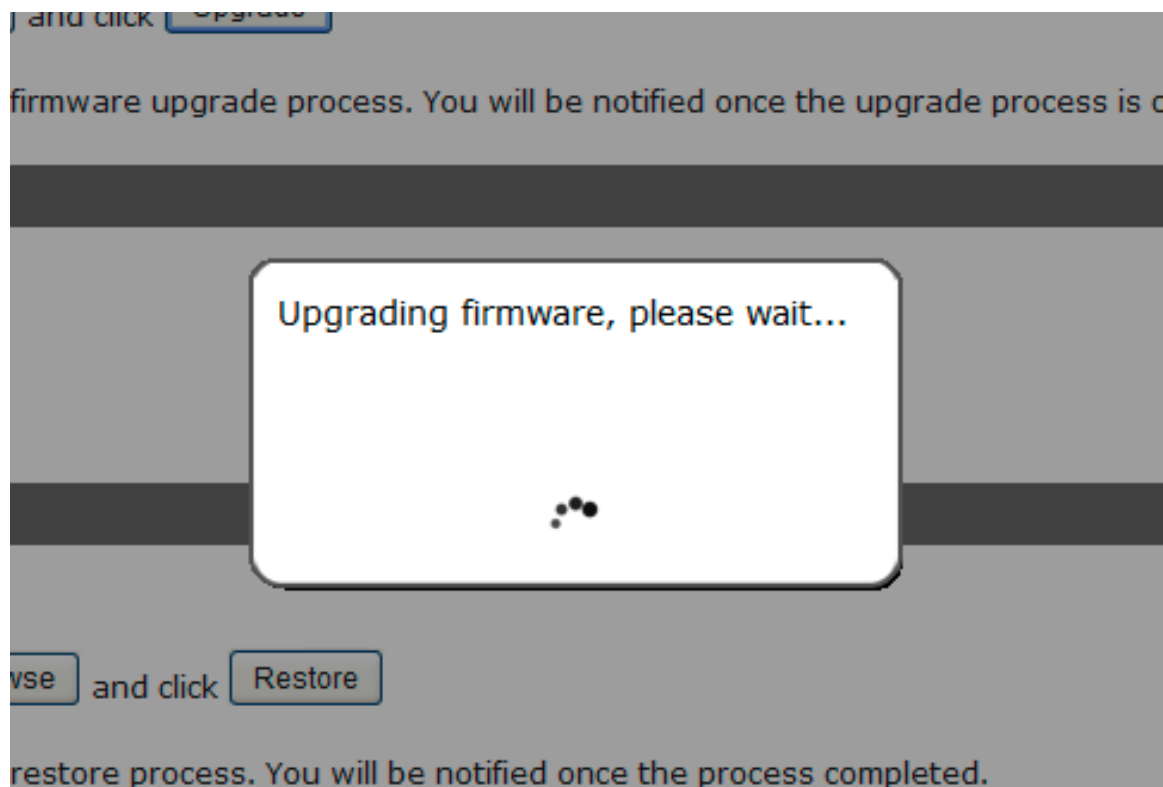 and click Upgrade
firmware upgrade process. You will be notified once the upgrade process is
Upgrading firmware, please wait...
and click Restore
restore process. You will be notified once the process completed.